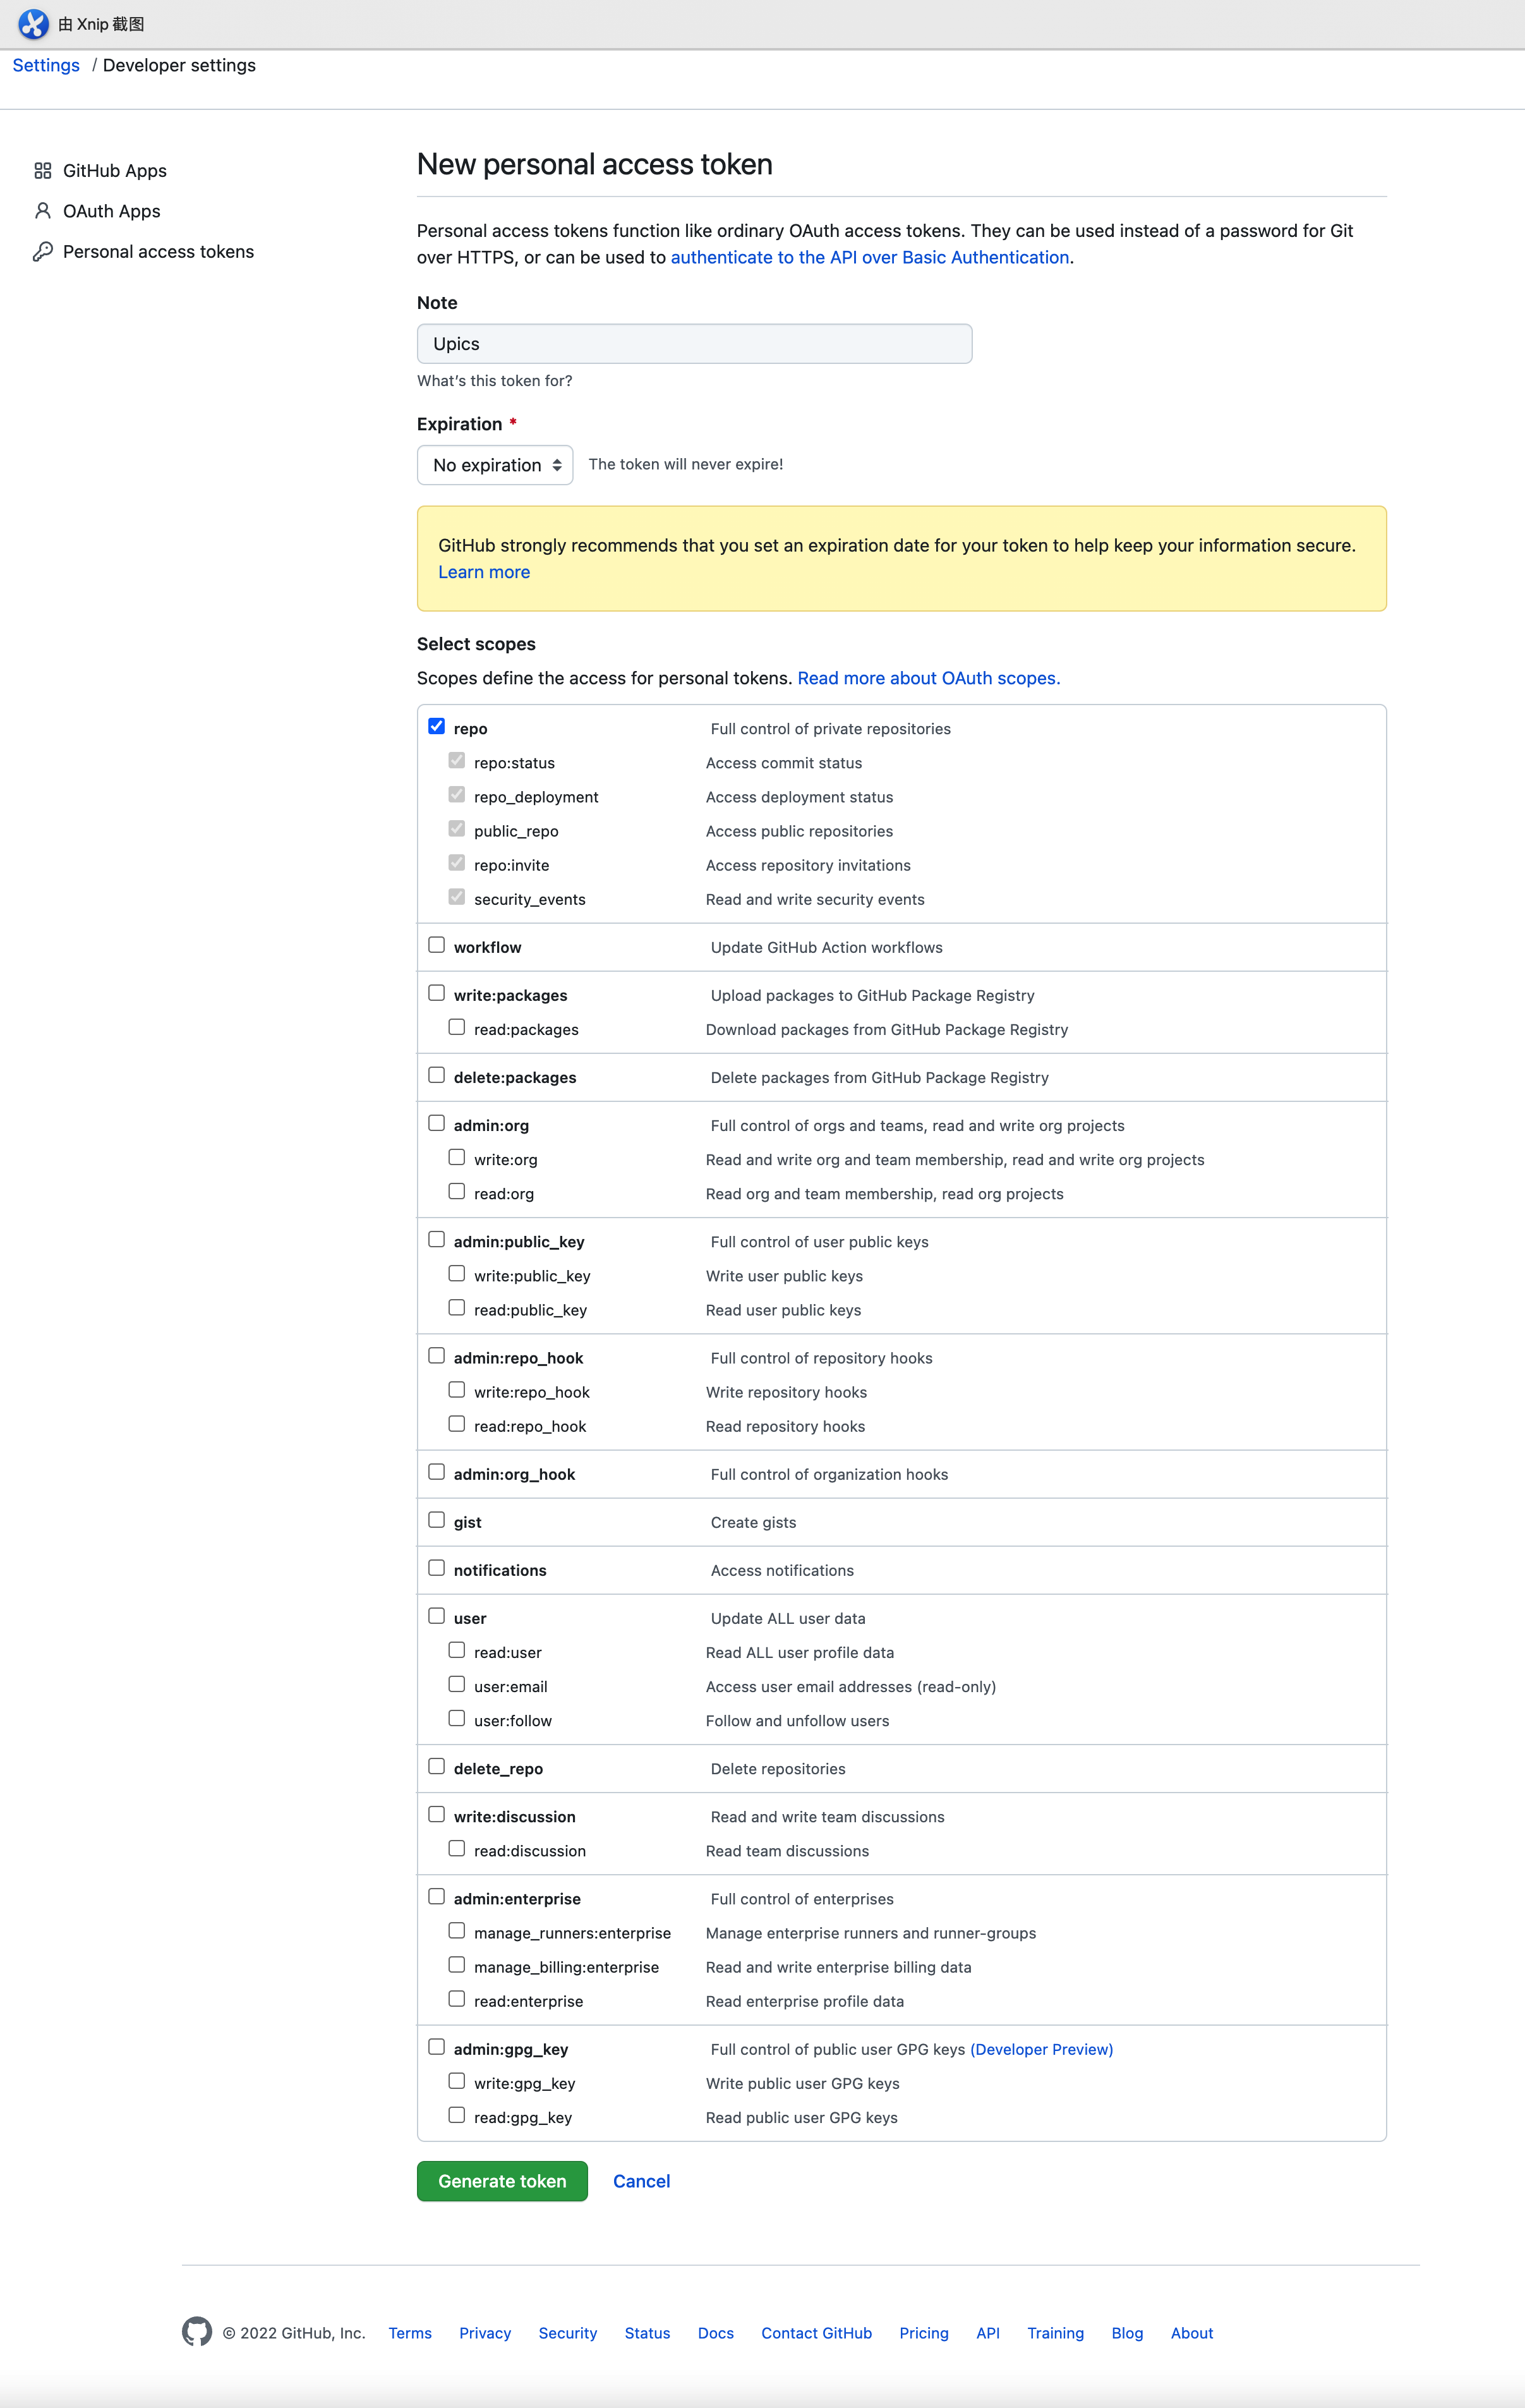 由 Xnip 截图
Settings / Developer settings
GitHub Apps
OAuth Apps
Personal access tokens
New personal access token
Personal access tokens function like ordinary OAuth access tokens. They can be used instead of a password for Git
over HTTPS, or can be used to authenticate to the API over Basic Authentication.
Note
Upics
What's this token for?
Expiration *
No expiration The token will never expire!
GitHub strongly recommends that you set an expiration date for your token to help keep your information secure.
Learn more
Select scopes
Scopes define the access for personal tokens. Read more about OAuth scopes.
repo Full control of private repositories
repo:status Access commit status
repo_deployment Access deployment status
public_repo Access public repositories
repo:invite Access repository invitations
security_events Read and write security events
workflow Update GitHub Action workflows
write:packages Upload packages to GitHub Package Registry
read:packages Download packages from GitHub Package Registry
delete:packages Delete packages from GitHub Package Registry
admin:org Full control of orgs and teams, read and write org projects
write:org Read and write org and team membership, read and write org projects
read:org Read org and team membership, read org projects
admin:public_key Full control of user public keys
write:public_key Write user public keys
read:public_key Read user public keys
admin:repo_hook Full control of repository hooks
write:repo_hook Write repository hooks
read:repo_hook Read repository hooks
admin:org_hook Full control of organization hooks
gist Create gists
notifications Access notifications
user Update ALL user data
read:user Read ALL user profile data
user:email Access user email addresses (read-only)
user:follow Follow and unfollow users
delete_repo Delete repositories
write:discussion Read and write team discussions
read:discussion Read team discussions
admin:enterprise Full control of enterprises
manage_runners:enterprise Manage enterprise runners and runner-groups
manage_billing:enterprise Read and write enterprise billing data
read:enterprise Read enterprise profile data
admin:gpg_key Full control of public user GPG keys (Developer Preview)
write:gpg_key Write public user GPG keys
read:gpg_key Read public user GPG keys
Generate token Cancel
© 2022 GitHub, Inc. Terms Privacy Security Status Docs Contact GitHub Pricing API Training Blog About